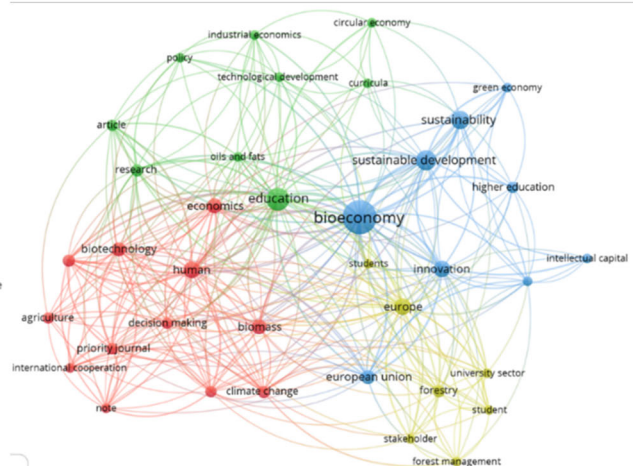 circular economy
industrial economics
policy
technological development
curricula
green economy
sustainability
article
oils and fats
sustainable development
research
higher education
education
economics
bioeconomy
biotechnology
students
intellectual capital
human
innovation
europe
agriculture
decision making
biomass
priority journal
international cooperation
european union
university sector
climate change
forestry
note
student
stakeholder
forest management